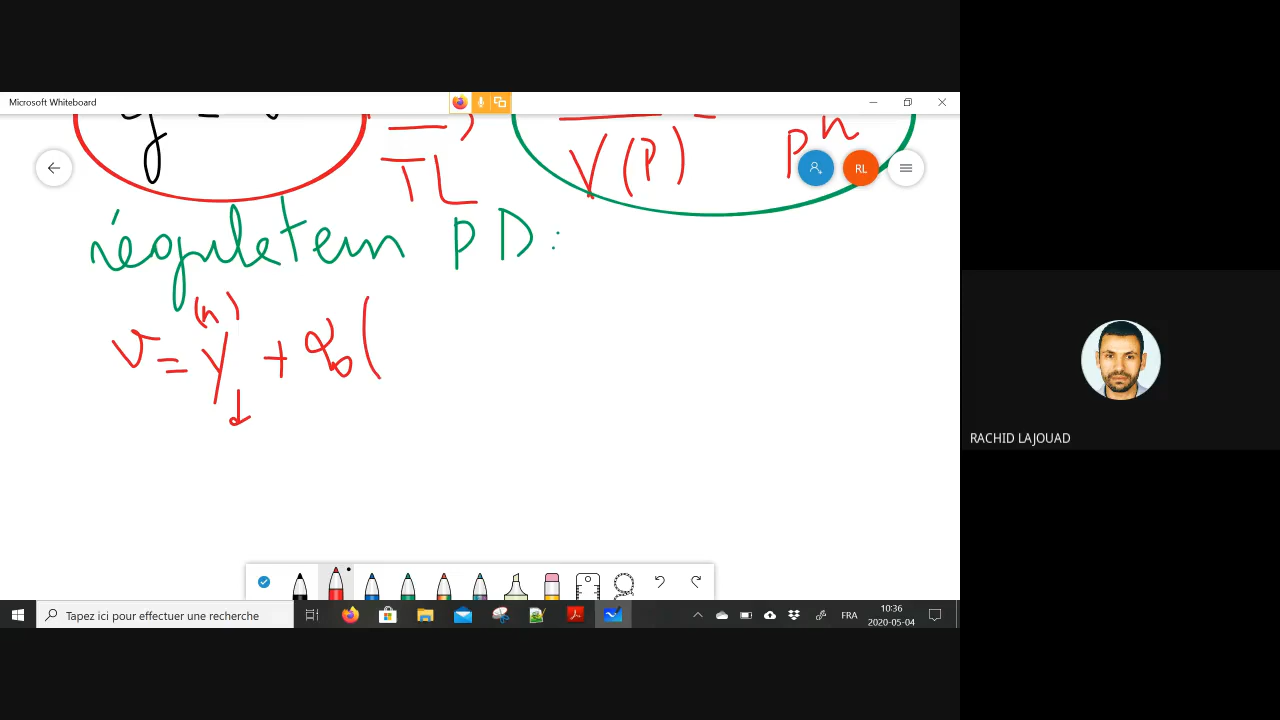 Microsoft Whiteboard
y =
TL
V(P)
P^n
RL
régulateur PD:
v = y^(n) + α0(
RACHID LAJOUAD
Tapez ici pour effectuer une recherche
FRA
10:36
2020-05-04